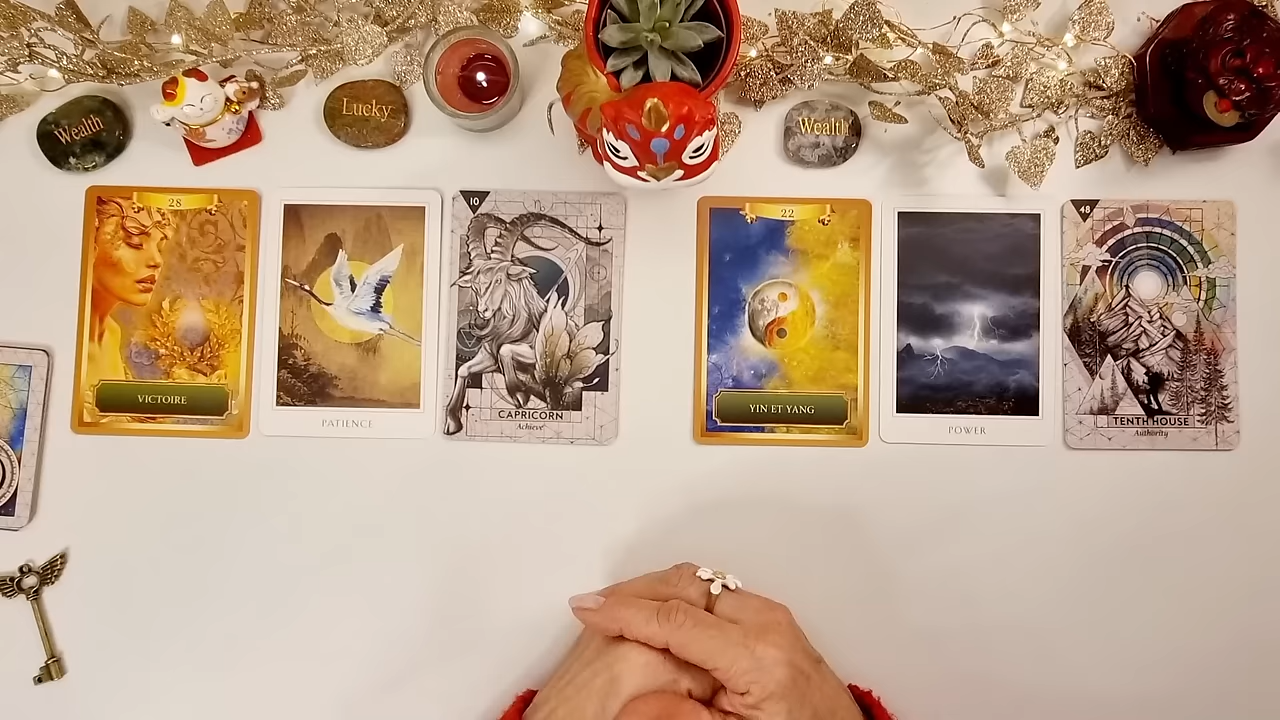 Wealth
Lucky
Wealth
28
VICTOIRE
PATIENCE
10
CAPRICORN
Achieve
22
YIN ET YANG
POWER
48
TENTH HOUSE
Authority